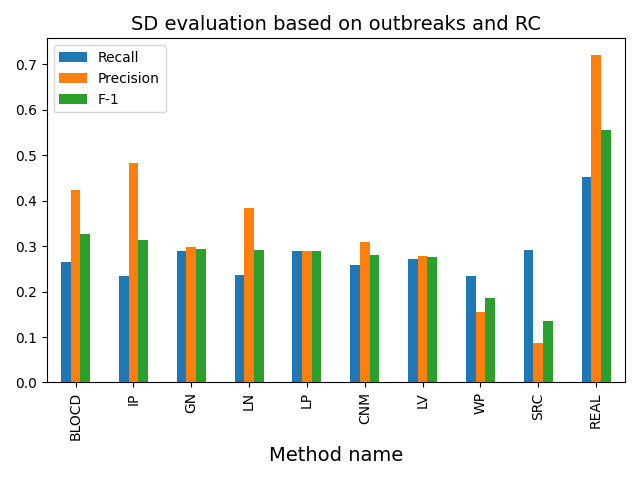 SD evaluation based on outbreaks and RC
Recall
Precision
F-1
0.7
0.6
0.5
0.4
0.3
0.2
0.1
0.0
BLOCD
IP
GN
LN
LP
CNM
LV
WP
SRC
REAL
Method name